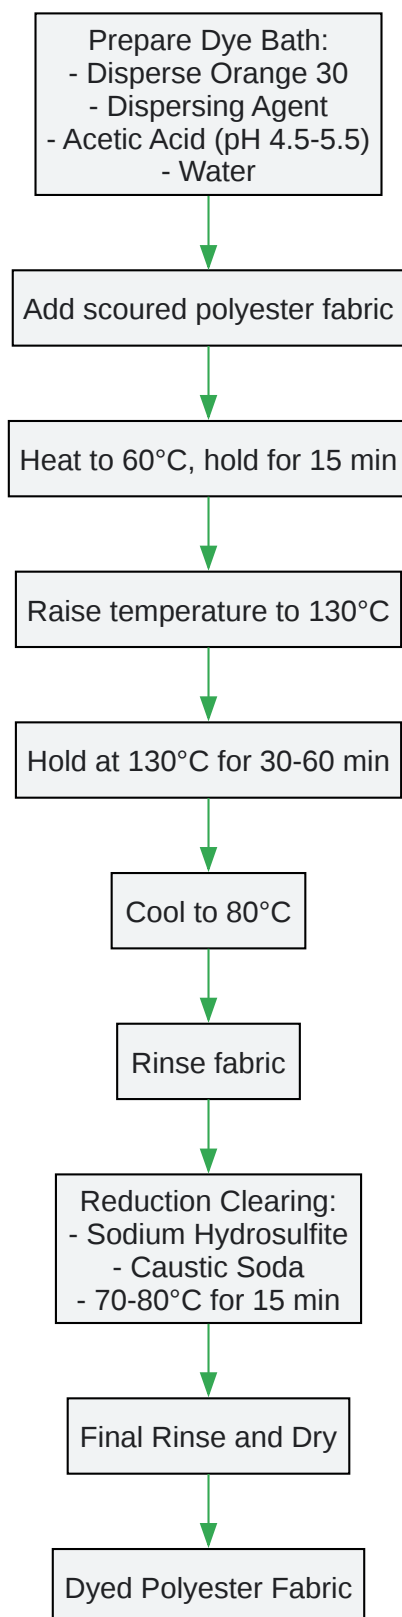 Prepare Dye Bath:
- Disperse Orange 30
- Dispersing Agent
- Acetic Acid (pH 4.5-5.5)
- Water
Add scoured polyester fabric
Heat to 60°C, hold for 15 min
Raise temperature to 130°C
Hold at 130°C for 30-60 min
Cool to 80°C
Rinse fabric
Reduction Clearing:
- Sodium Hydrosulfite
- Caustic Soda
- 70-80°C for 15 min
Final Rinse and Dry
Dyed Polyester Fabric